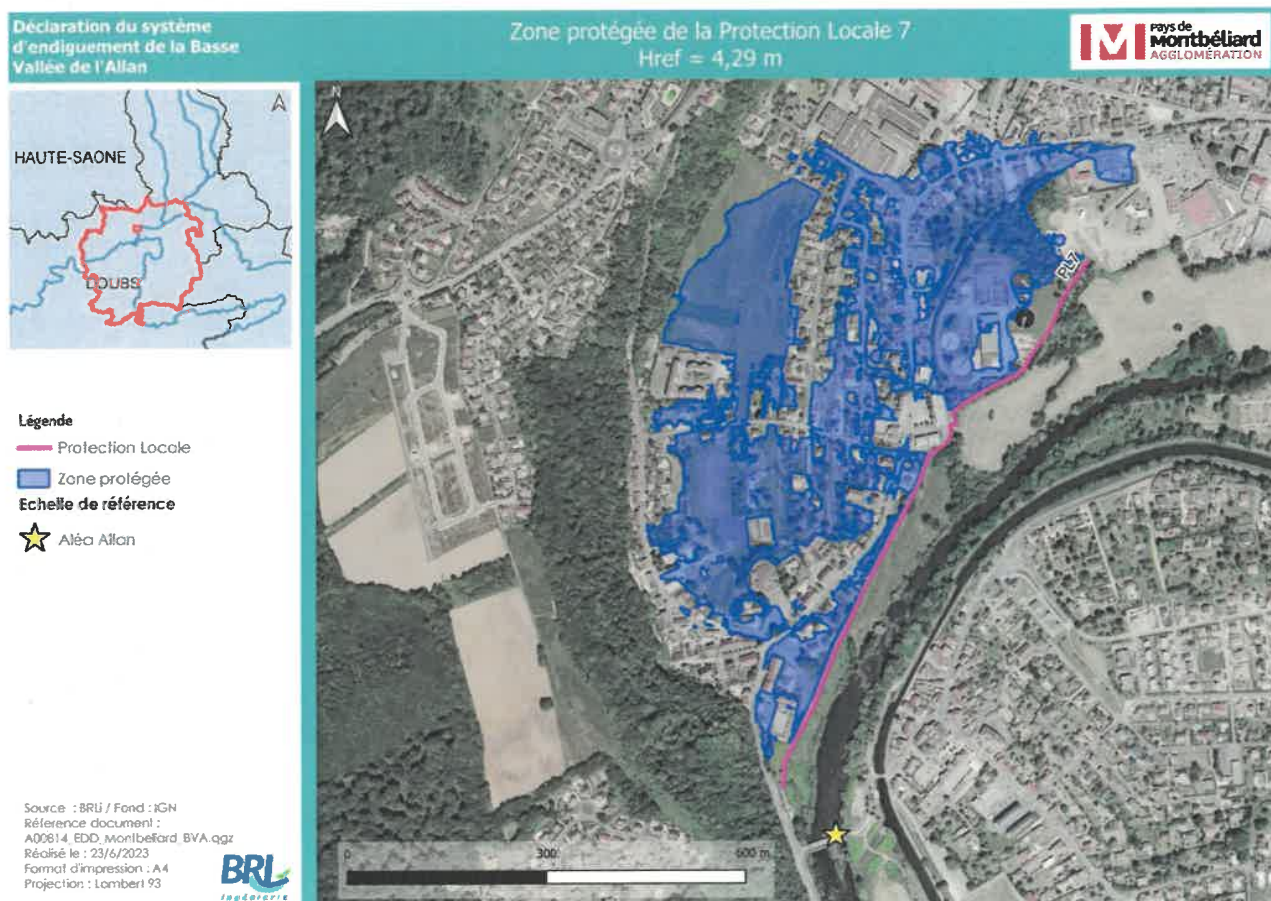 Déclaration du système
d'endiguement de la Basse
Vallée de l'Allan
Zone protégée de la Protection Locale 7
Href = 4,29 m
pays de
Montbéliard
AGGLOMÉRATION
HAUTE-SAONE
DOUBS
N
PL7
Légende
Protection Locale
Zone protégée
Echelle de référence
Aléa Allan
Source : BRLi / Fond : IGN
Référence document :
A00814_EDD_Montbeliard_BVA.qgz
Réalisé le : 23/6/2023
Format d'impression : A4
Projection : Lambert 93
BRL
Ingénierie
0 300 600 m